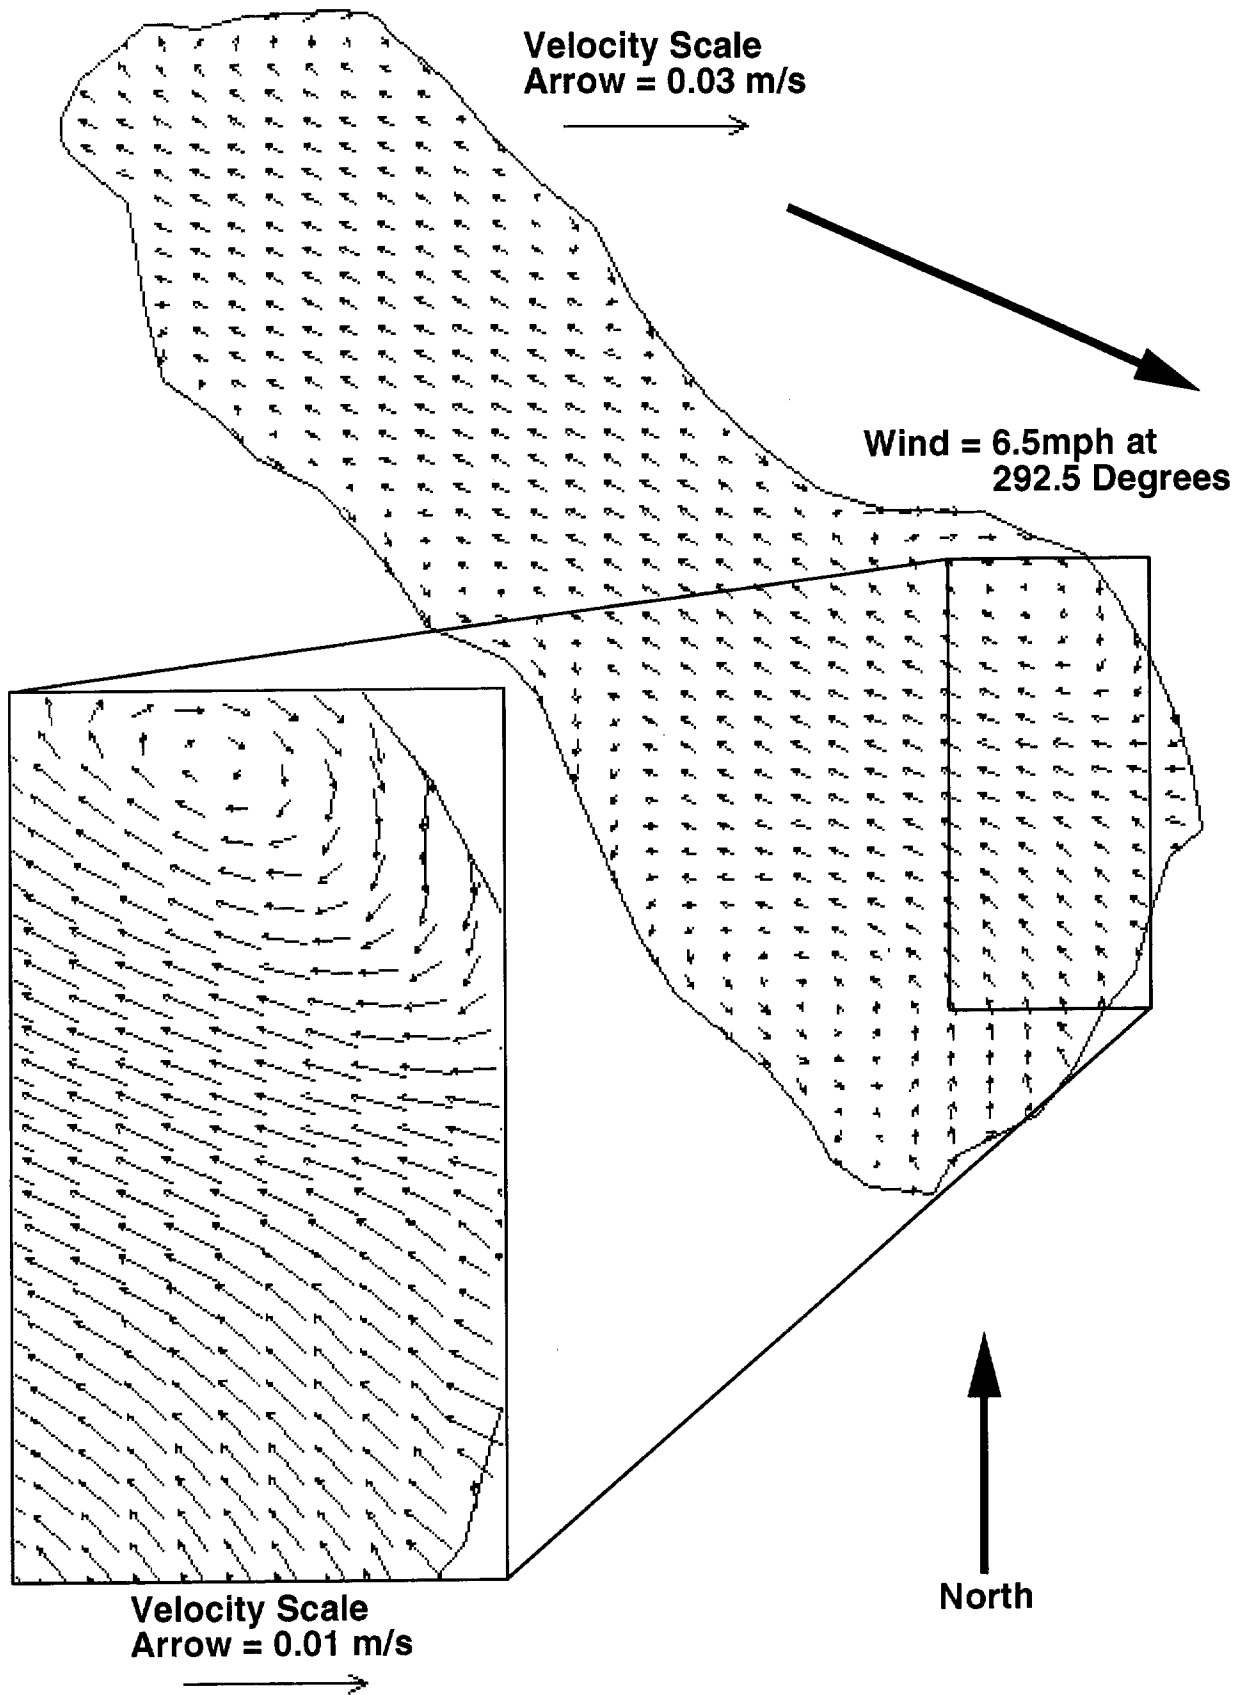 Velocity Scale
Arrow = 0.03 m/s
Wind = 6.5mph at
292.5 Degrees
North
Velocity Scale
Arrow = 0.01 m/s